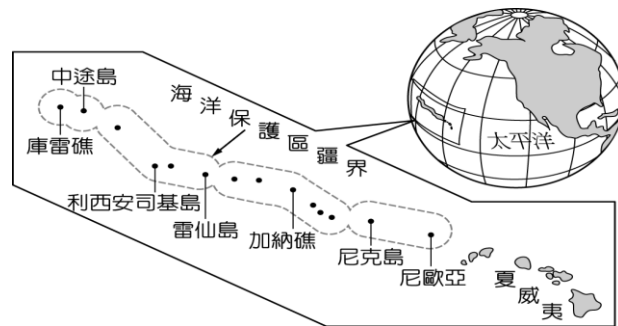 中途島
海洋保護區疆界
太平洋
庫雷礁
利西安司基島
雷仙島
加納礁
尼克島
尼歐亞
夏威夷